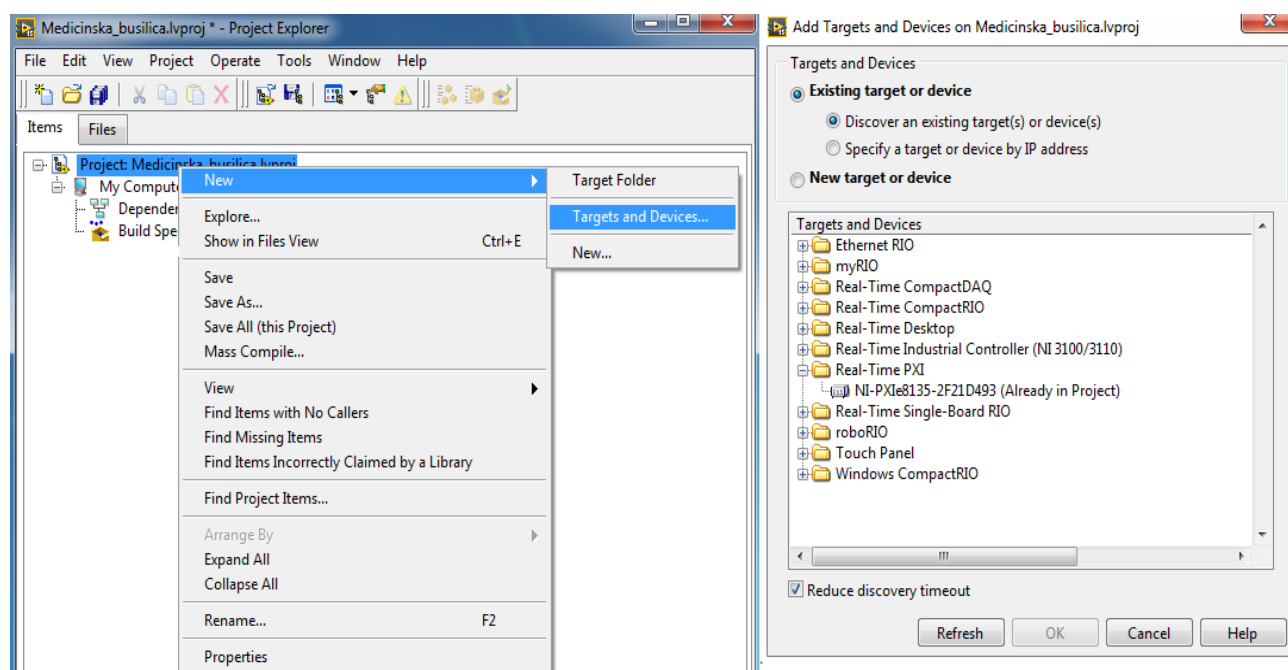 Medicinska_busilica.lvproj * - Project Explorer
File Edit View Project Operate Tools Window Help
Items Files
Project: Medicinska_busilica.lvproj
My Compute
Depender
Build Spe
New
Explore...
Show in Files View Ctrl+E
Save
Save As...
Save All (this Project)
Mass Compile...
View
Find Items with No Callers
Find Missing Items
Find Items Incorrectly Claimed by a Library
Find Project Items...
Arrange By
Expand All
Collapse All
Rename... F2
Properties
Target Folder
Targets and Devices...
New...
Add Targets and Devices on Medicinska_busilica.lvproj
Targets and Devices
Existing target or device
Discover an existing target(s) or device(s)
Specify a target or device by IP address
New target or device
Targets and Devices
Ethernet RIO
myRIO
Real-Time CompactDAQ
Real-Time CompactRIO
Real-Time Desktop
Real-Time Industrial Controller (NI 3100/3110)
Real-Time PXI
NI-PXIe8135-2F21D493 (Already in Project)
Real-Time Single-Board RIO
roboRIO
Touch Panel
Windows CompactRIO
Reduce discovery timeout
Refresh OK Cancel Help